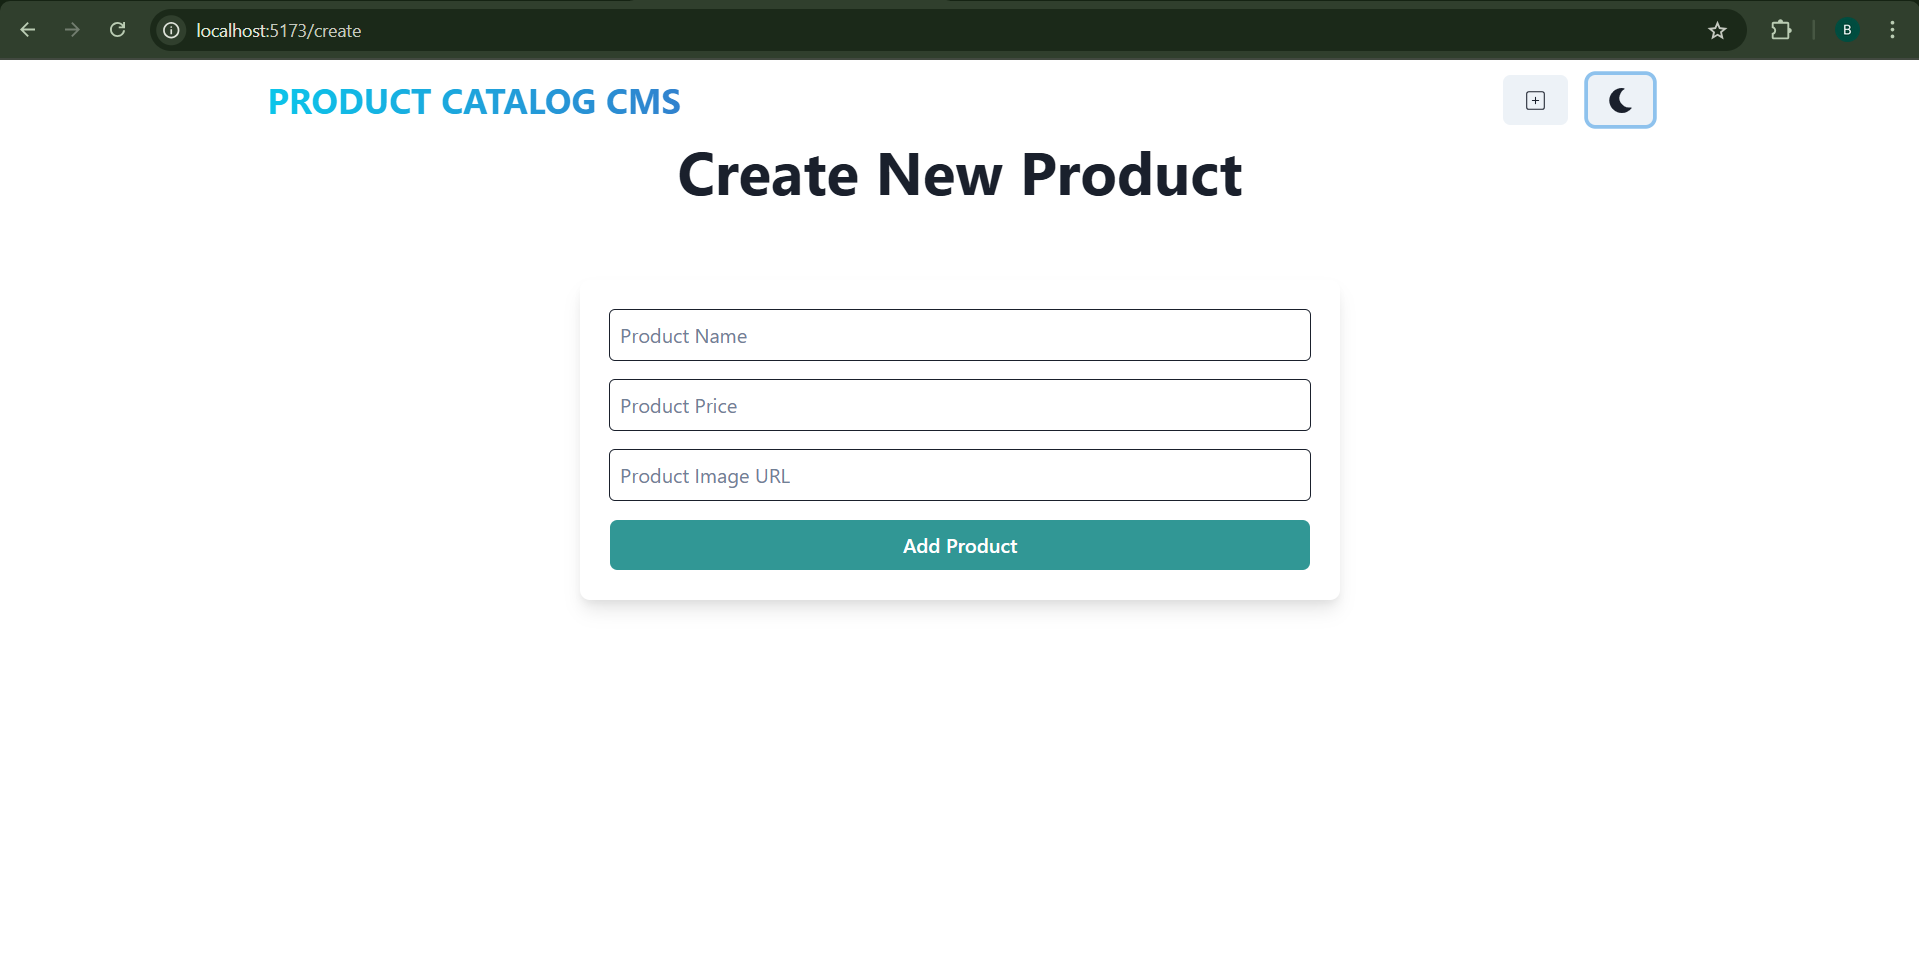 localhost:5173/create
B
PRODUCT CATALOG CMS
Create New Product
Product Name
Product Price
Product Image URL
Add Product